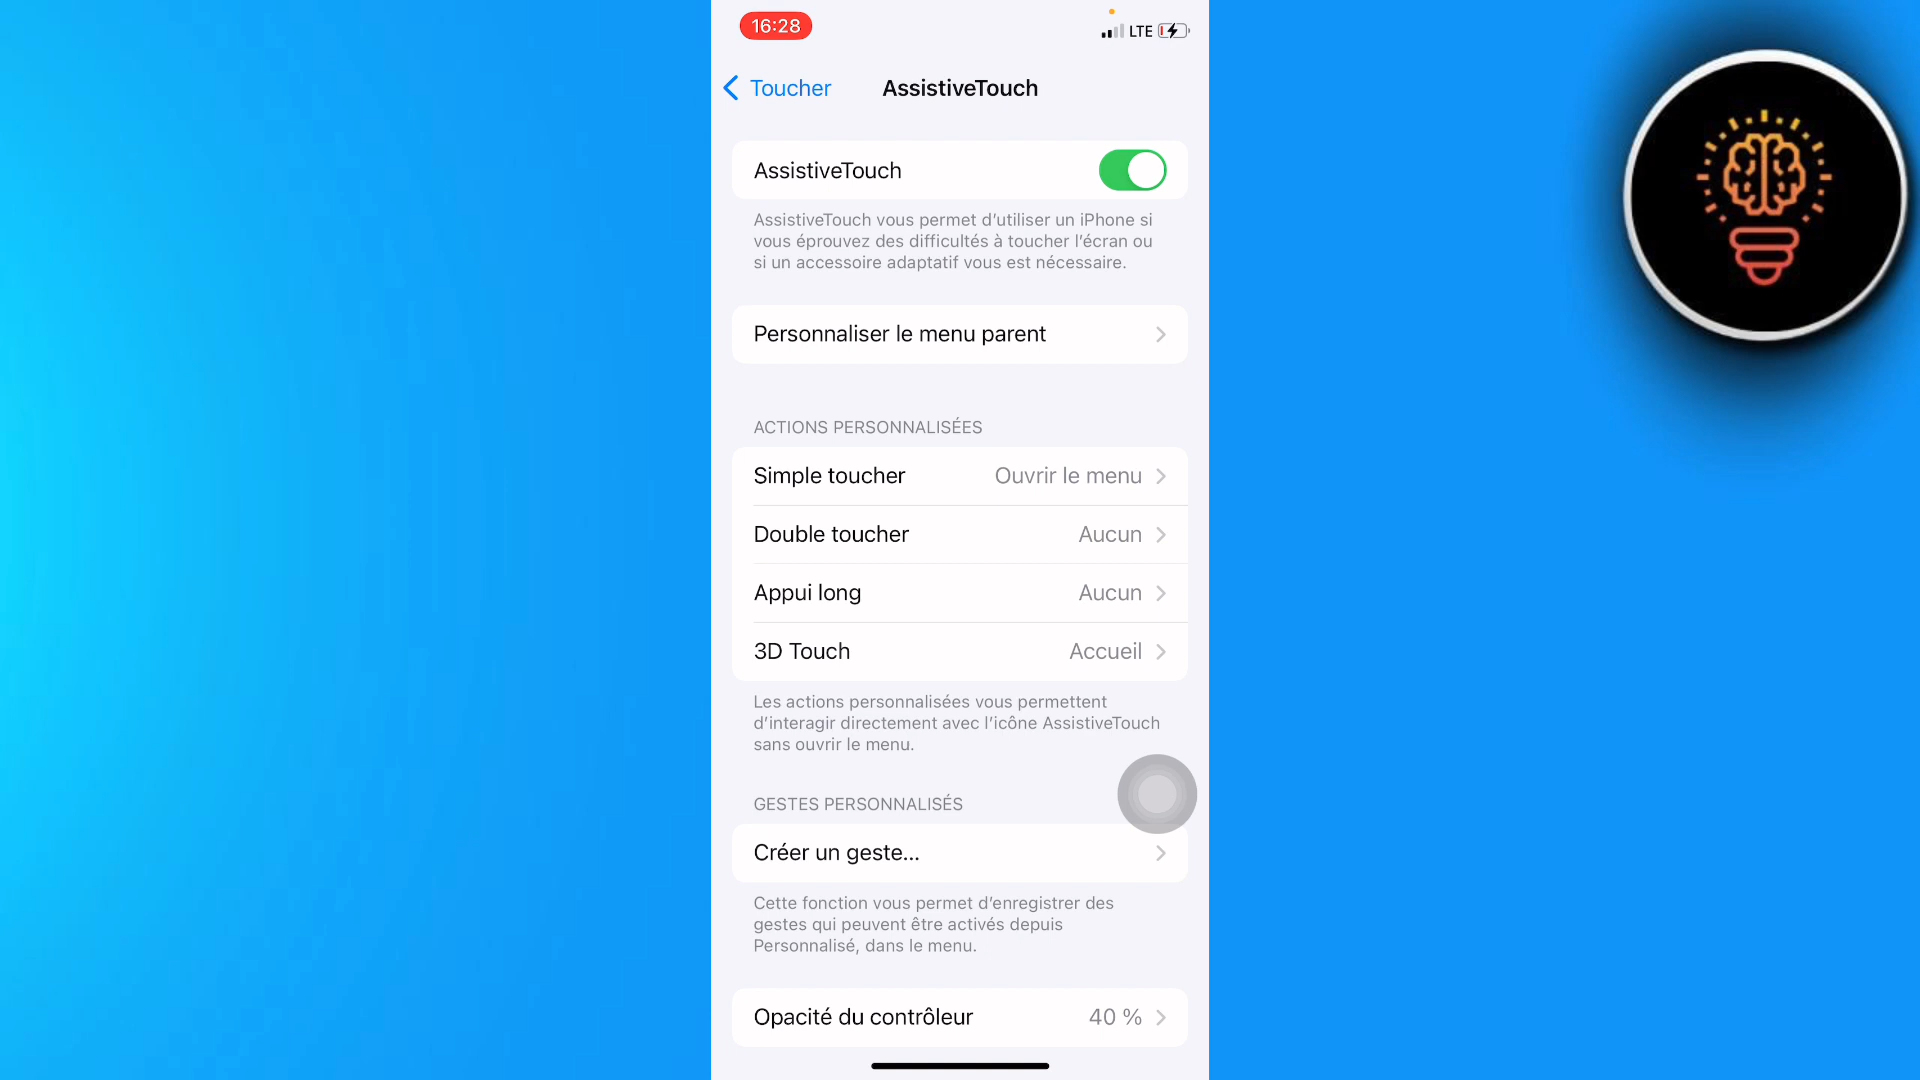 16:28
LTE
Toucher
AssistiveTouch
AssistiveTouch
AssistiveTouch vous permet d’utiliser un iPhone si
vous éprouvez des difficultés à toucher l’écran ou
si un accessoire adaptatif vous est nécessaire.
Personnaliser le menu parent
ACTIONS PERSONNALISÉES
Simple toucher Ouvrir le menu
Double toucher Aucun
Appui long Aucun
3D Touch Accueil
Les actions personnalisées vous permettent
d’interagir directement avec l’icône AssistiveTouch
sans ouvrir le menu.
GESTES PERSONNALISÉS
Créer un geste...
Cette fonction vous permet d’enregistrer des
gestes qui peuvent être activés depuis
Personnalisé, dans le menu.
Opacité du contrôleur 40 %